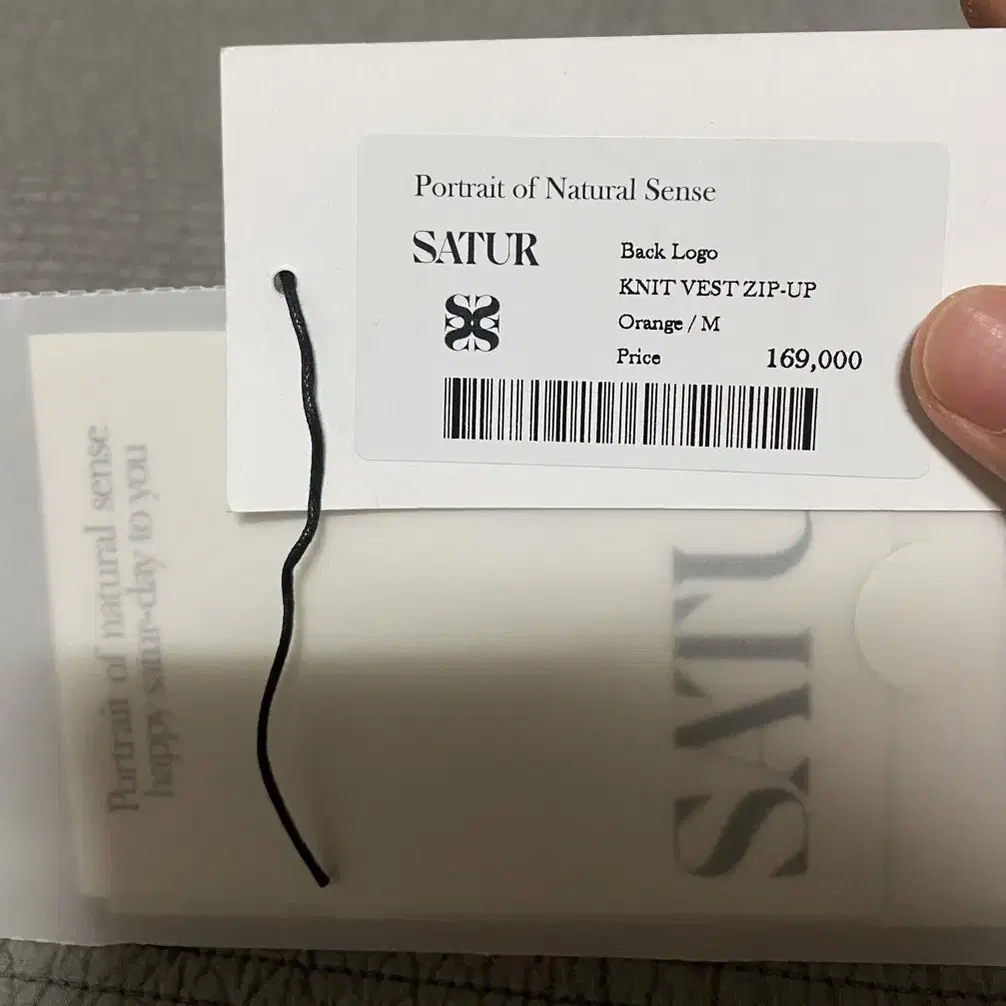 Portrait of Natural Sense
SATUR
Back Logo
KNIT VEST ZIP-UP
Orange / M
Price 169,000
Portrait of natural sense
happy satur-day to you
SATU